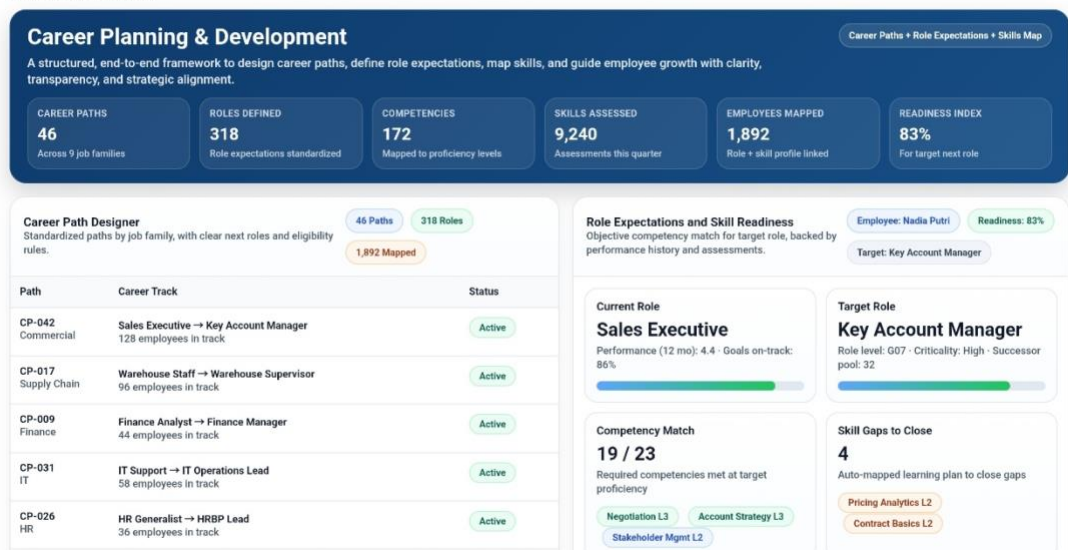 Career Planning & Development
Career Paths + Role Expectations + Skills Map
A structured, end-to-end framework to design career paths, define role expectations, map skills, and guide employee growth with clarity,
transparency, and strategic alignment.
CAREER PATHS
46
Across 9 job families
ROLES DEFINED
318
Role expectations standardized
COMPETENCIES
172
Mapped to proficiency levels
SKILLS ASSESSED
9,240
Assessments this quarter
EMPLOYEES MAPPED
1,892
Role + skill profile linked
READINESS INDEX
83%
For target next role
Career Path Designer
Standardized paths by job family, with clear next roles and eligibility
rules.
46 Paths
318 Roles
1,892 Mapped
Path Career Track Status
CP-042
Commercial
Sales Executive → Key Account Manager
128 employees in track
Active
CP-017
Supply Chain
Warehouse Staff → Warehouse Supervisor
96 employees in track
Active
CP-009
Finance
Finance Analyst → Finance Manager
44 employees in track
Active
CP-031
IT
IT Support → IT Operations Lead
58 employees in track
Active
CP-026
HR
HR Generalist → HRBP Lead
36 employees in track
Active
Role Expectations and Skill Readiness
Objective competency match for target role, backed by
performance history and assessments.
Employee: Nadia Putri
Readiness: 83%
Target: Key Account Manager
Current Role
Sales Executive
Performance (12 mo): 4.4 · Goals on-track:
86%
Target Role
Key Account Manager
Role level: G07 · Criticality: High · Successor
pool: 32
Competency Match
19 / 23
Required competencies met at target
proficiency
Negotiation L3
Account Strategy L3
Stakeholder Mgmt L2
Skill Gaps to Close
4
Auto-mapped learning plan to close gaps
Pricing Analytics L2
Contract Basics L2